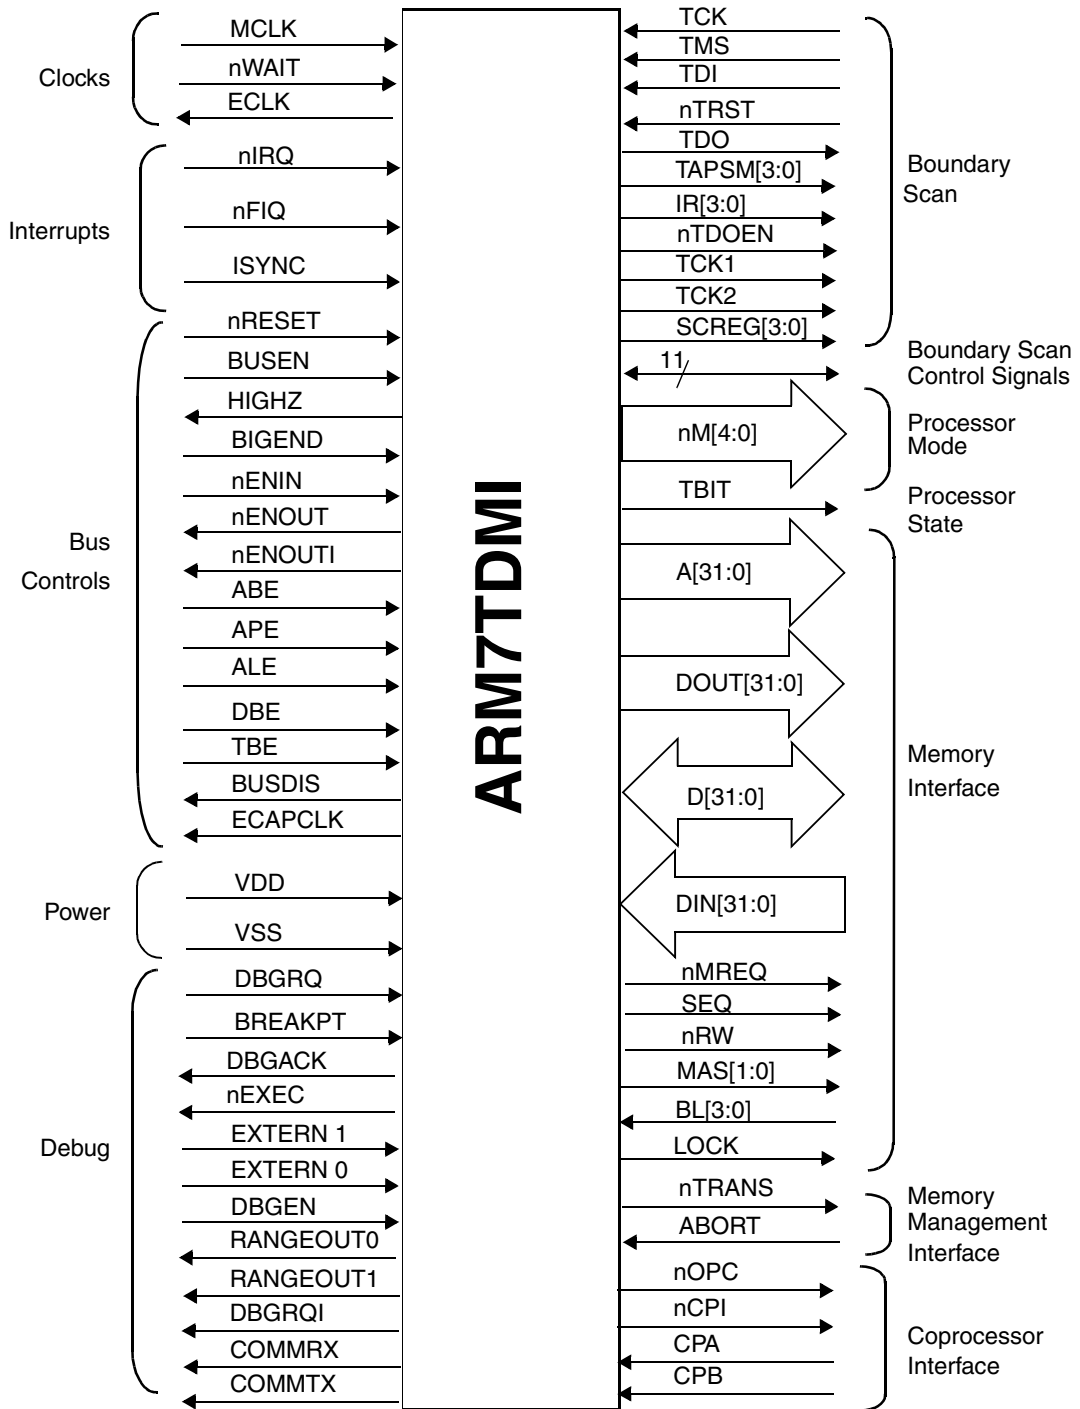 Clocks
MCLK
nWAIT
ECLK
Interrupts
nIRQ
nFIQ
ISYNC
Bus
Controls
nRESET
BUSEN
HIGHZ
BIGEND
nENIN
nENOUT
nENOUTI
ABE
APE
ALE
DBE
TBE
BUSDIS
ECAPCLK
Power
VDD
VSS
Debug
DBGRQ
BREAKPT
DBGACK
nEXEC
EXTERN 1
EXTERN 0
DBGEN
RANGEOUT0
RANGEOUT1
DBGRQI
COMMRX
COMMTX
ARM7TDMI
TCK
TMS
TDI
nTRST
TDO
TAPSM[3:0]
IR[3:0]
nTDOEN
TCK1
TCK2
SCREG[3:0]
Boundary
Scan
11
Boundary Scan
Control Signals
nM[4:0]
Processor
Mode
TBIT
Processor
State
A[31:0]
DOUT[31:0]
D[31:0]
DIN[31:0]
nMREQ
SEQ
nRW
MAS[1:0]
BL[3:0]
LOCK
Memory
Interface
nTRANS
ABORT
Memory
Management
Interface
nOPC
nCPI
CPA
CPB
Coprocessor
Interface